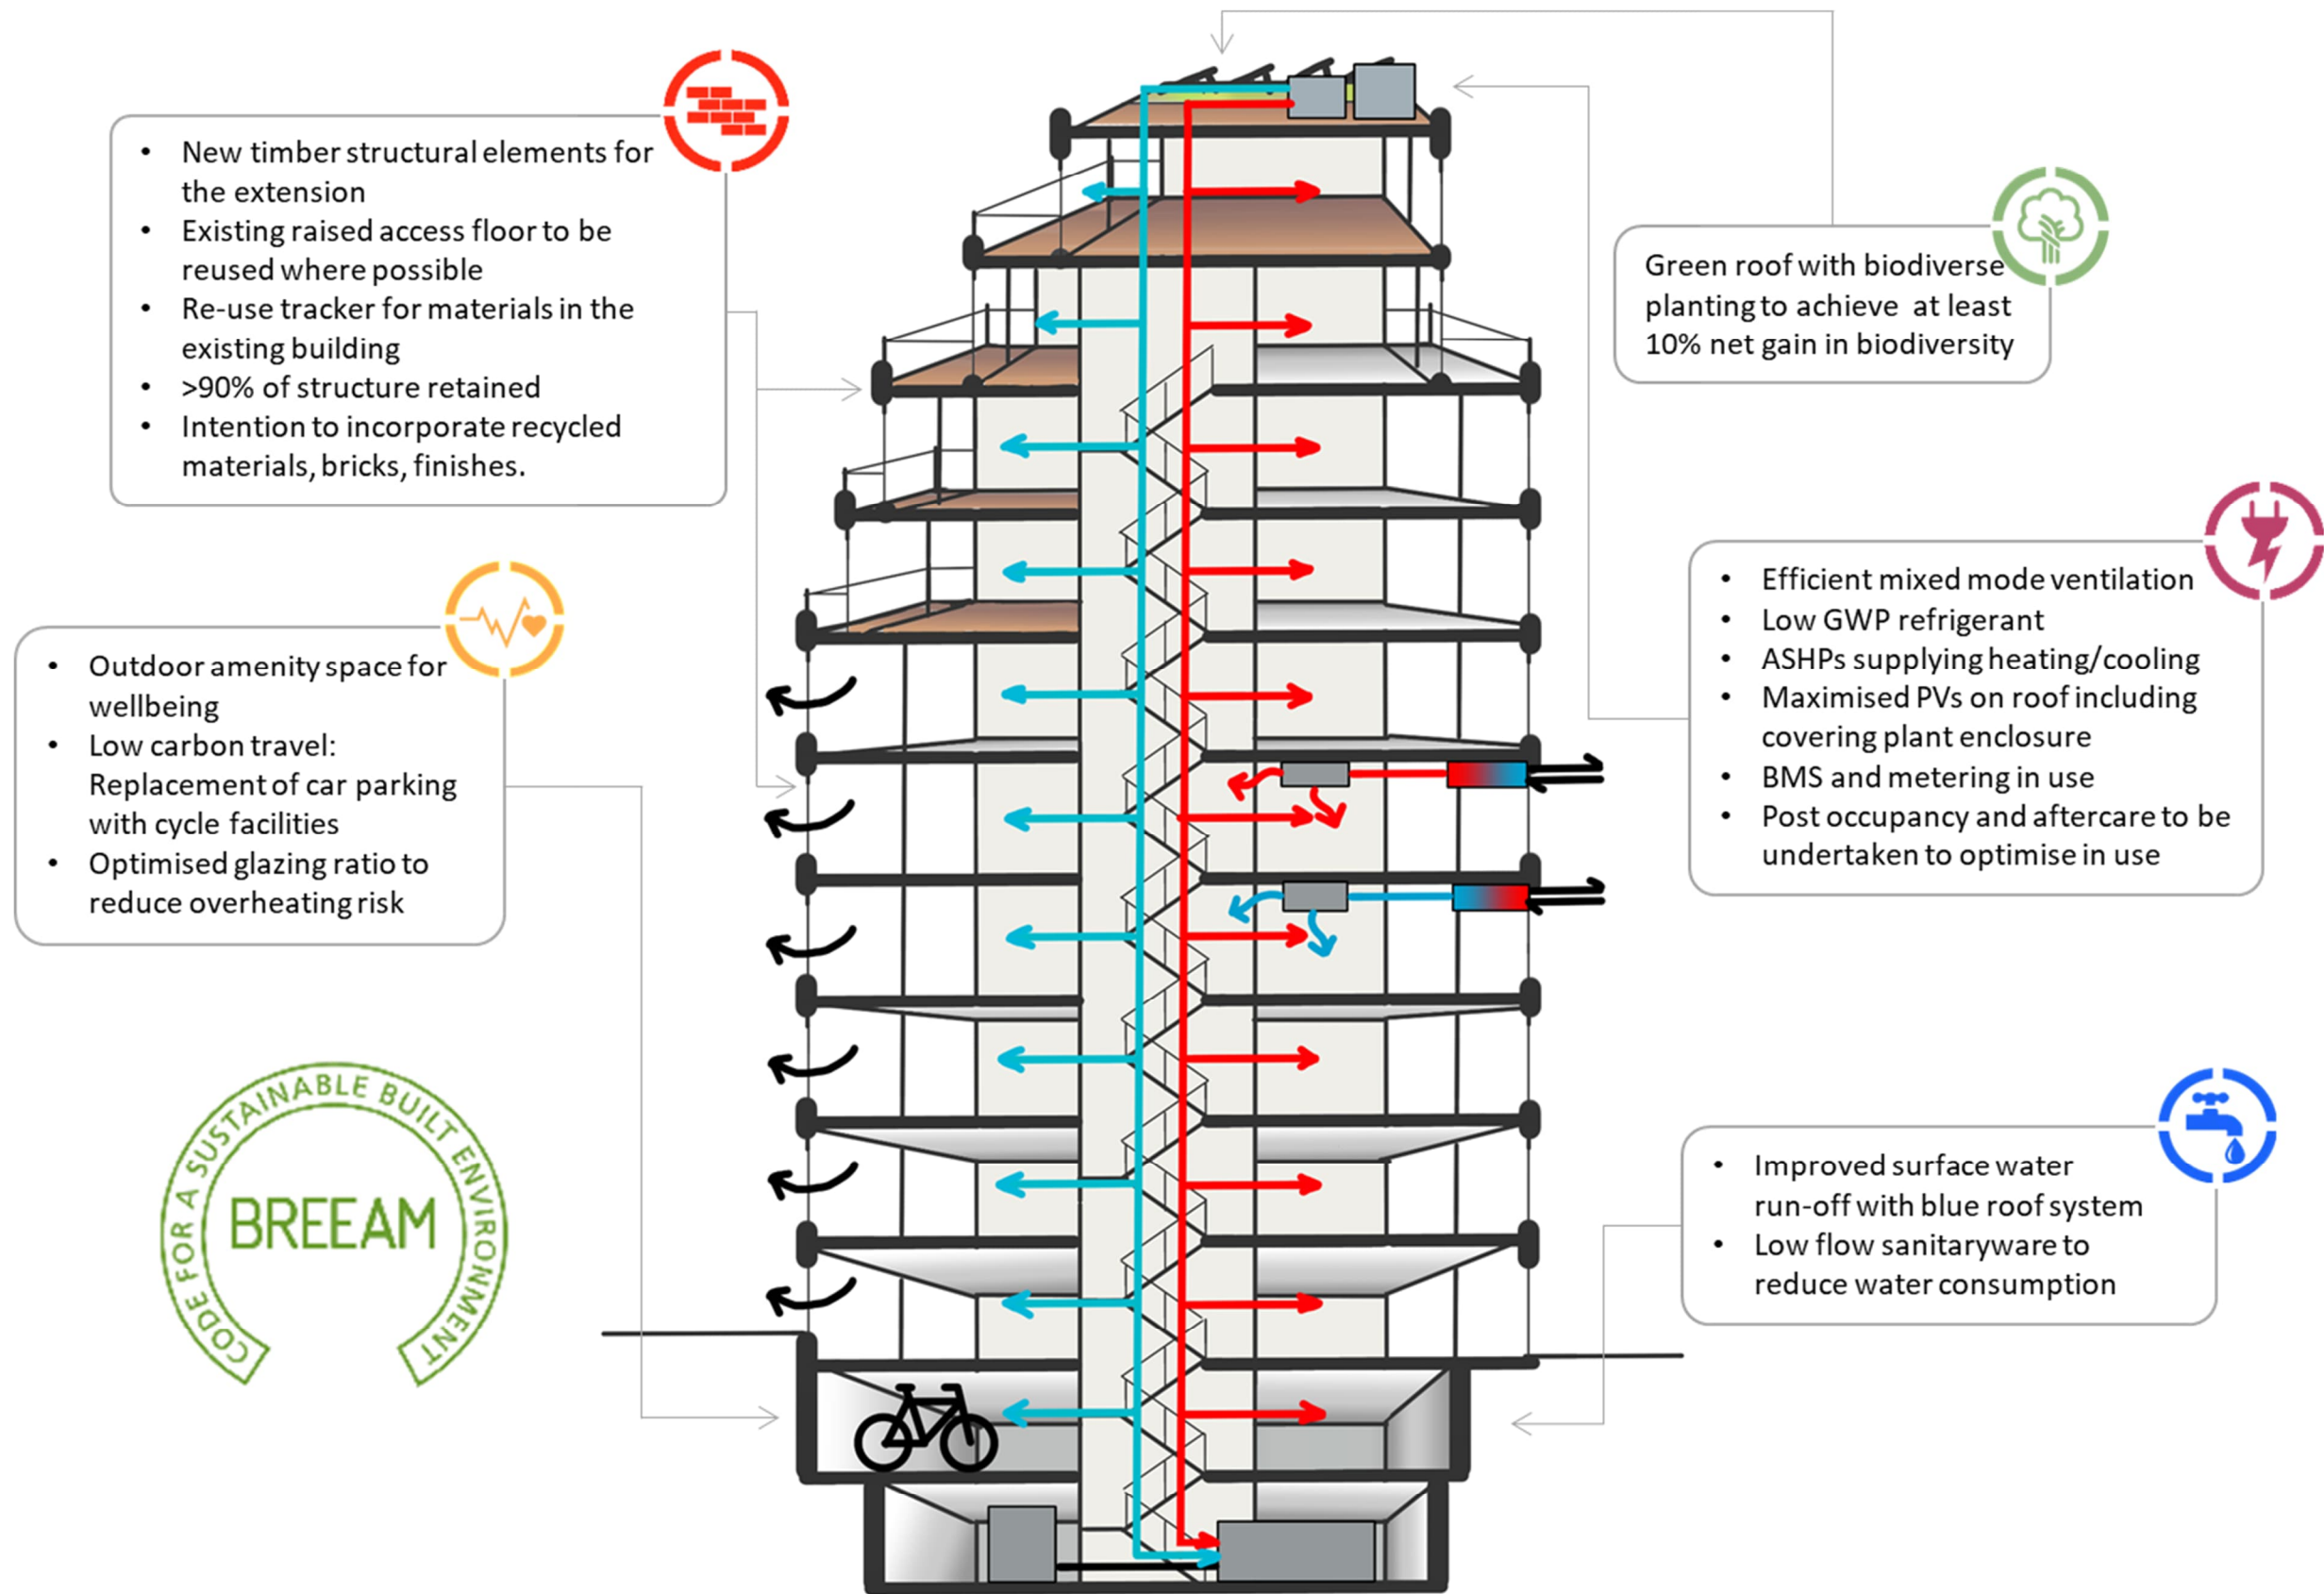 • New timber structural elements for
the extension
• Existing raised access floor to be
reused where possible
• Re-use tracker for materials in the
existing building
• >90% of structure retained
• Intention to incorporate recycled
materials, bricks, finishes.
• Outdoor amenity space for
wellbeing
• Low carbon travel:
Replacement of car parking
with cycle facilities
• Optimised glazing ratio to
reduce overheating risk
CODE FOR A SUSTAINABLE BUILT ENVIRONMENT
BREEAM
Green roof with biodiverse
planting to achieve at least
10% net gain in biodiversity
• Efficient mixed mode ventilation
• Low GWP refrigerant
• ASHPs supplying heating/cooling
• Maximised PVs on roof including
covering plant enclosure
• BMS and metering in use
• Post occupancy and aftercare to be
undertaken to optimise in use
• Improved surface water
run-off with blue roof system
• Low flow sanitaryware to
reduce water consumption